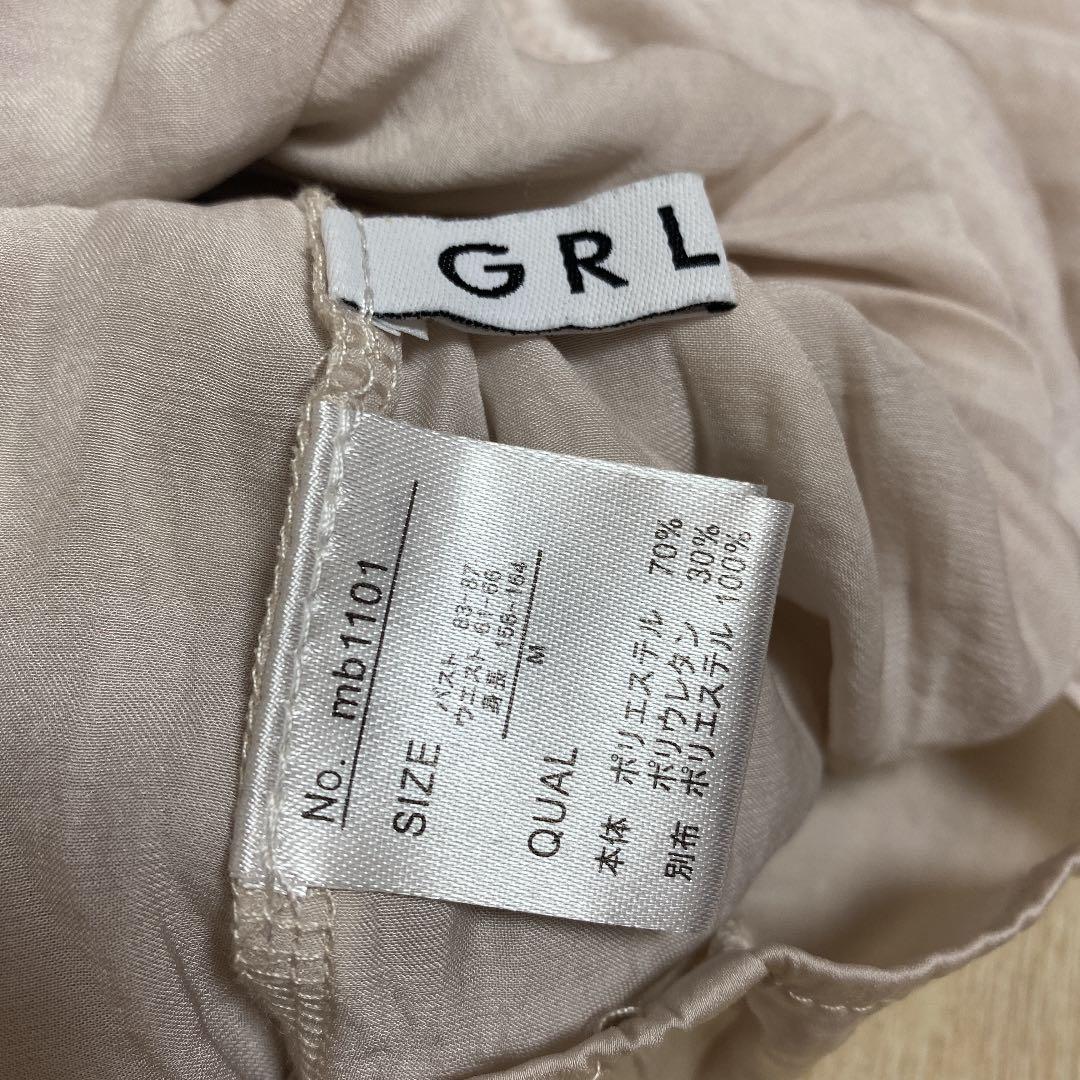 GRL
No. mb1101
SIZE
バスト 83-87
ウエスト 61-66
身長 156-164
M
QUAL
本体 ポリエステル 70%
ポリウレタン 30%
別布 ポリエステル 100%